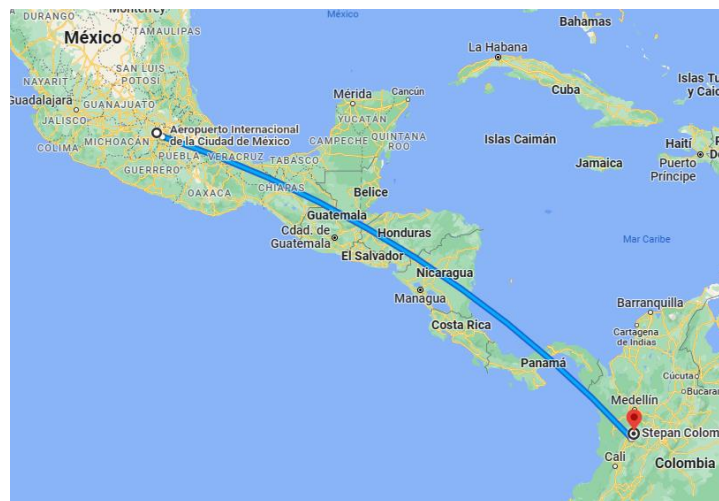 DURANGO
México
TAMAULIPAS
México
Bahamas
La Habana
SAN LUIS
POTOSI
NAYARIT
Guadalajara
GUANAJUATO
JALISCO
COLIMA
MICHOACÁN
Aeropuerto Internacional
de la Ciudad de México
PUEBLA
VERACRUZ
GUERRERO
OAXACA
TABASCO
CHIAPAS
Mérida
Cancún
YUCATAN
CAMPECHE
QUINTANA
ROO
Cuba
Islas Caimán
Jamaica
Haití
Puerto
Príncipe
Belice
Guatemala
Cdad. de
Guatemala
Honduras
El Salvador
Nicaragua
Managua
Costa Rica
Mar Caribe
Panamá
Barranquilla
Cartagena
de Indias
Cúcuta
Medellín
Stepan Colom
Cali
Colombia